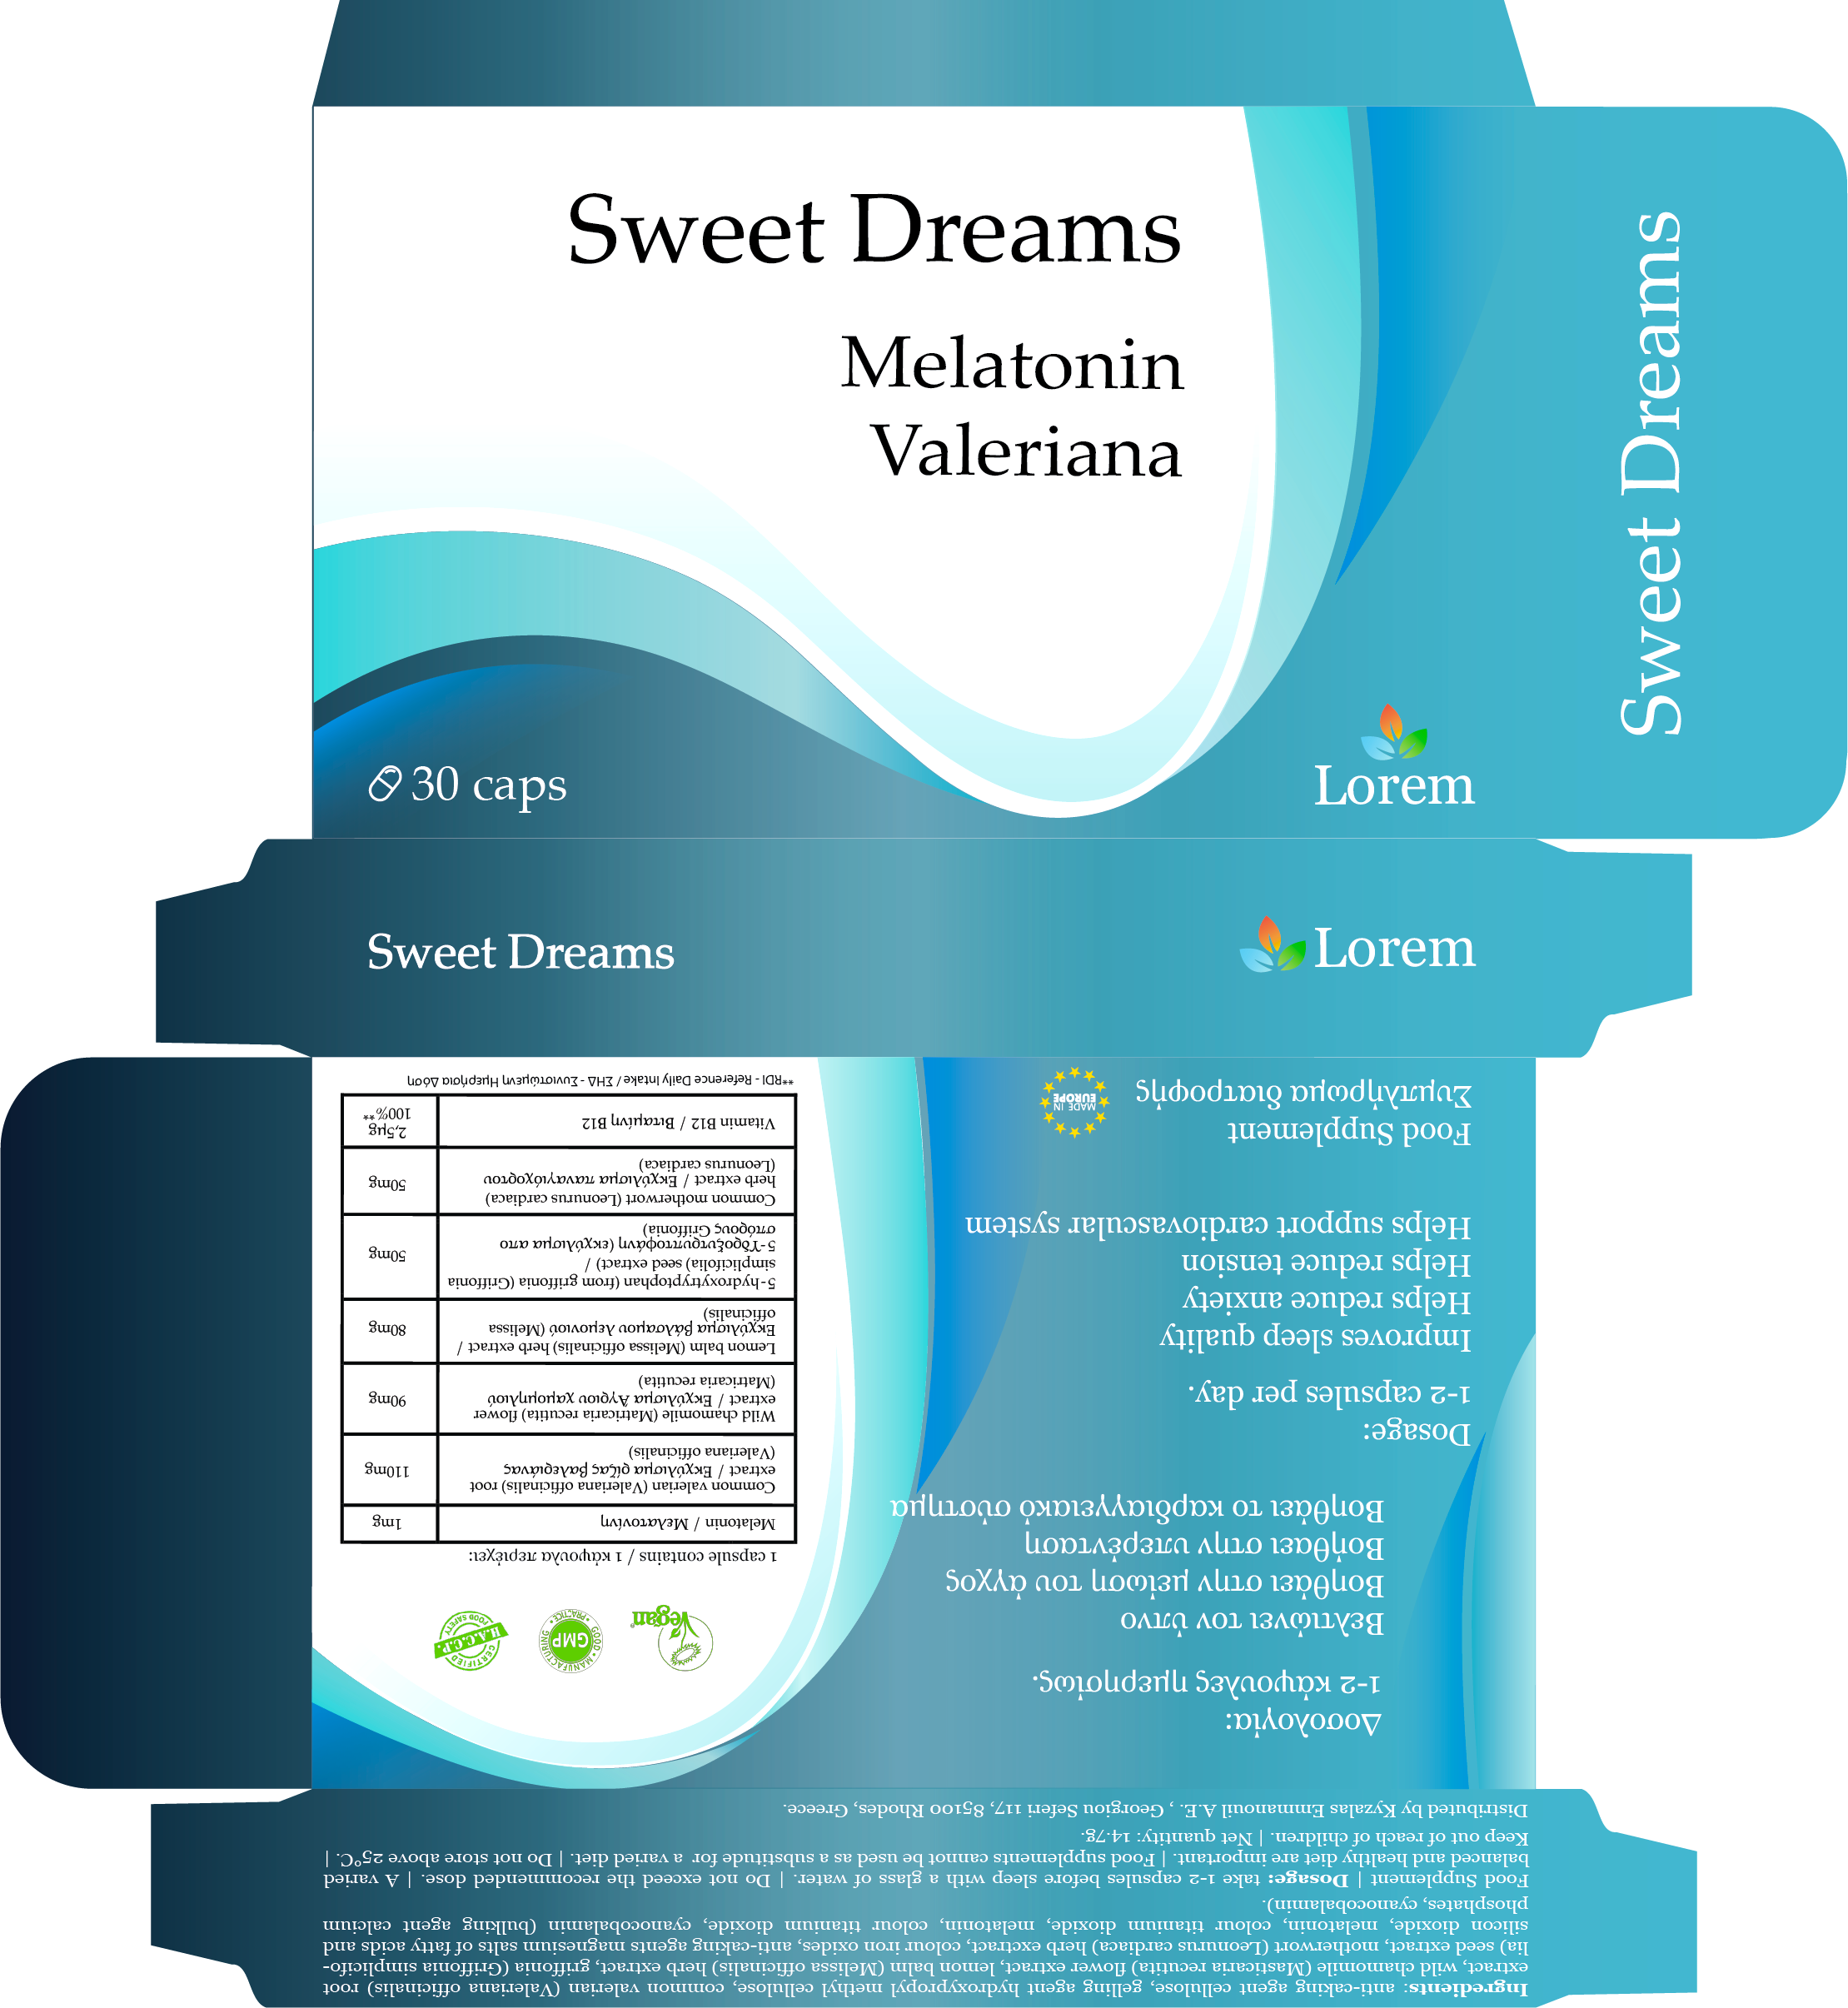 Sweet Dreams
Melatonin
Valeriana
30 caps
Lorem
Sweet Dreams
Sweet Dreams
Lorem
Δοσολογία:
1-2 κάψουλες ημερησίως.
Βελτιώνει τον ύπνο
Βοηθάει στην μείωση του άγχος
Βοήθαει στην υπερένταση
Βοηθάει το καρδιαγγειακό σύστημα
Dosage:
1-2 capsules per day.
Improves sleep quality
Helps reduce anxiety
Helps reduce tension
Helps support cardiovascular system
Food Supplement
Συμπλήρωμα διατροφής
MADE IN
EUROPE
Vegan
GOOD • MANUFACTURING • PRACTICE •
GMP
CERTIFIED
H.A.C.C.P.
FOOD SAFETY
1 capsule contains / 1 κάψουλα περιέχει:
Melatonin / Μελατονίνη 1mg
Common valerian (Valeriana officinalis) root
extract / Εκχύλισμα ρίζας βαλεριάνας
(Valeriana officinalis)
110mg
Wild chamomile (Matricaria recutita) flower
extract / Εκχύλισμα Άγριου χαμομηλιού
(Matricaria recutita)
90mg
Lemon balm (Melissa officinalis) herb extract /
Εκχύλισμα βάλσαμου λεμονιού (Melissa
officinalis)
80mg
5-hydroxytryptophan (from griffonia (Griffonia
simplicifolia) seed extract) /
5-Υδροξυτρυπτοφάνη (εκχύλισμα απο
σπόρους Griffonia)
50mg
Common motherwort (Leonurus cardiaca)
herb extract / Εκχύλισμα παναγιόχορτου
(Leonurus cardiaca)
50mg
Vitamin B12 / Βιταμίνη B12
2,5μg
100%**
**RDI - Reference Daily Intake / ΣΗΔ - Συνιστώμενη Ημερήσια Δόση
Ingredients: anti-caking agent cellulose, gelling agent hydroxypropyl methyl cellulose, common valerian (Valeriana officinalis) root
extract, wild chamomile (Masticaria recutita) flower extract, lemon balm (Melissa officinalis) herb extract, griffonia (Griffonia simplicifo-
lia) seed extract, motherwort (Leonurus cardiaca) herb exctract, colour iron oxides, anti-caking agents magnesium salts of fatty acids and
silicon dioxide, melatonin, colour titanium dioxide, melatonin, colour titanium dioxide, cyanocobalamin (bulking agent calcium
phosphates, cyanocobalamin).
Food Supplement | Dosage: take 1-2 capsules before sleep with a glass of water. | Do not exceed the recommended dose. | A varied
balanced and healthy diet are important. | Food supplements cannot be used as a substitude for a varied diet. | Do not store above 25°C. |
Keep out of reach of children. | Net quantity: 14.7g.
Distributed by Kyzalas Emmanouil A.E. , Georgiou Seferi 117, 85100 Rhodes, Greece.